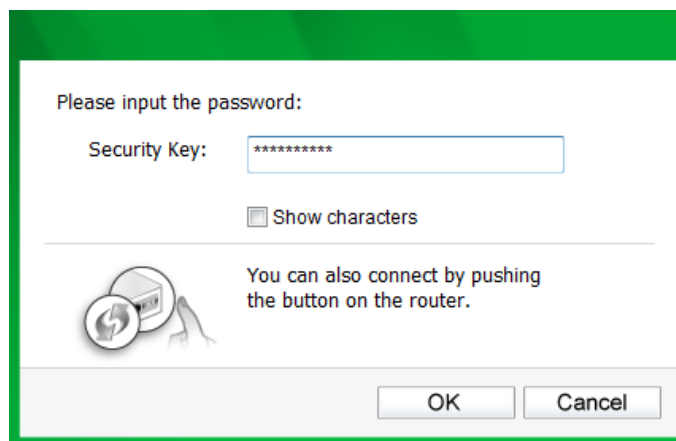 Please input the password:
Security Key: **********
Show characters
You can also connect by pushing
the button on the router.
OK Cancel